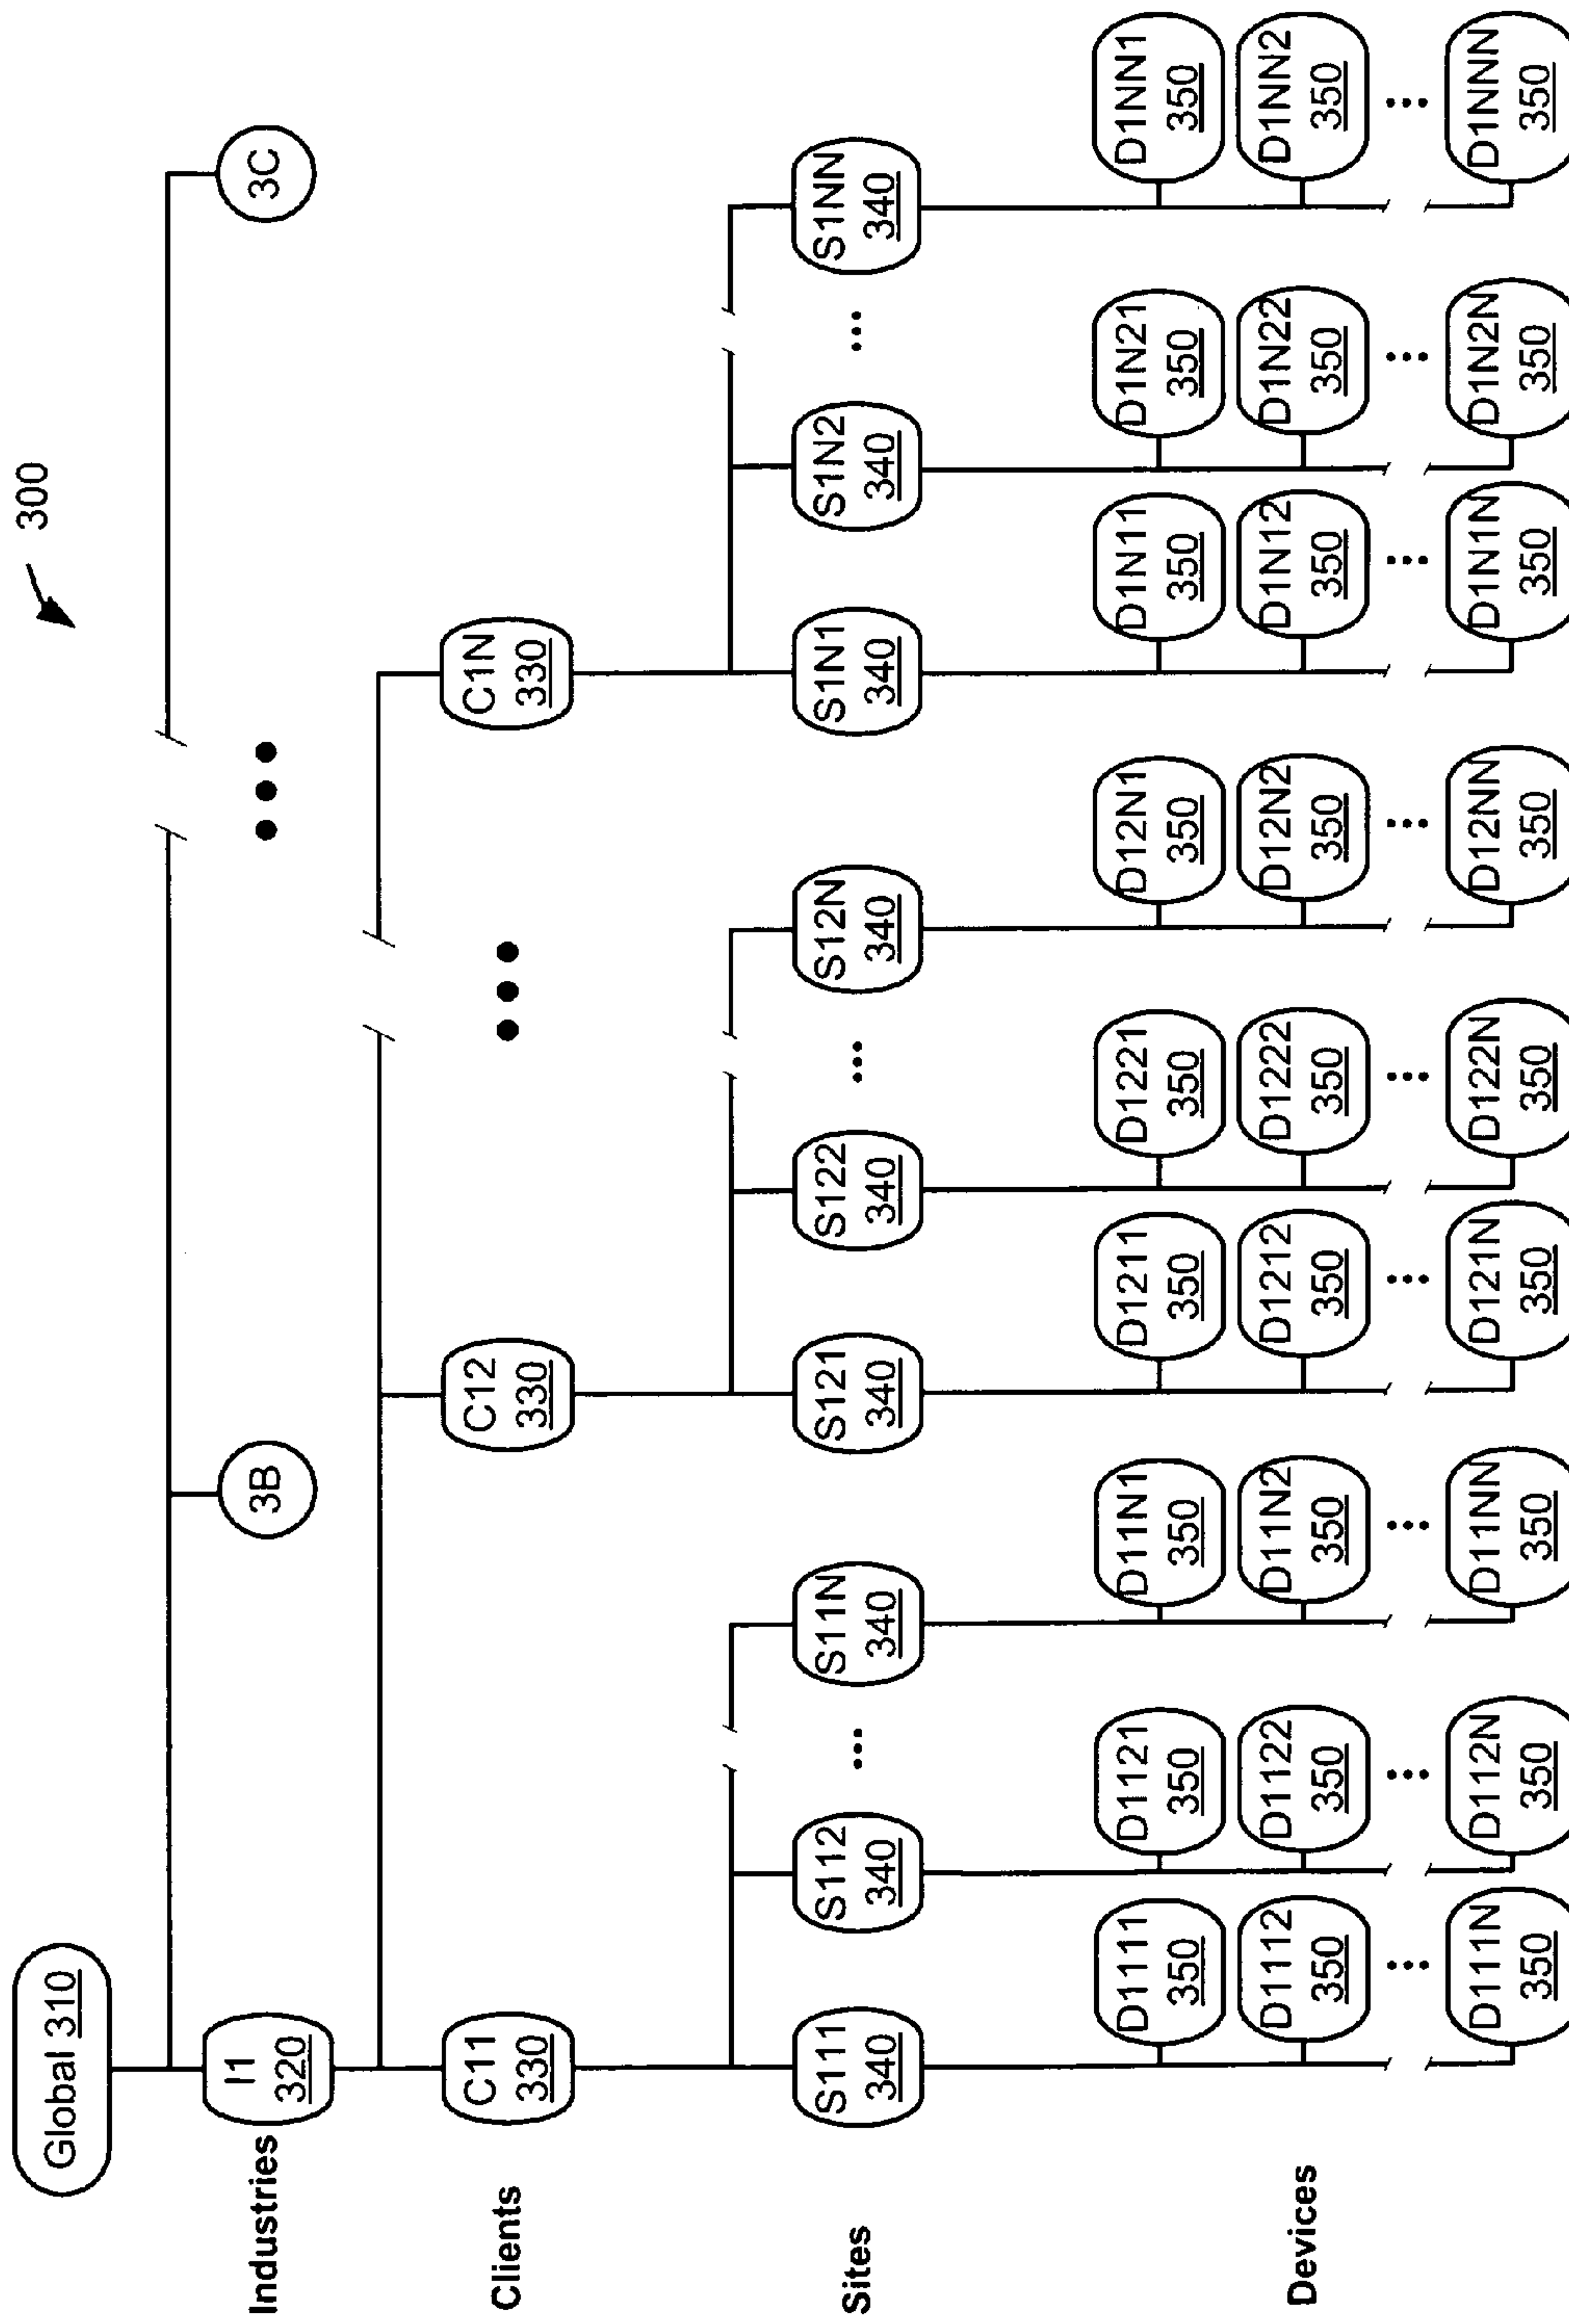 300
Global 310
Industries
I1
320
3B
3C
Clients
C11
330
C12
330
C1N
330
Sites
S111
340
S112
340
S11N
340
S121
340
S122
340
S12N
340
S1N1
340
S1N2
340
S1NN
340
Devices
D1111
350
D1121
350
D11N1
350
D1211
350
D1221
350
D12N1
350
D1N11
350
D1N21
350
D1NN1
350
D1112
350
D1122
350
D11N2
350
D1212
350
D1222
350
D12N2
350
D1N12
350
D1N22
350
D1NN2
350
D111N
350
D112N
350
D11NN
350
D121N
350
D122N
350
D12NN
350
D1N1N
350
D1N2N
350
D1NNN
350